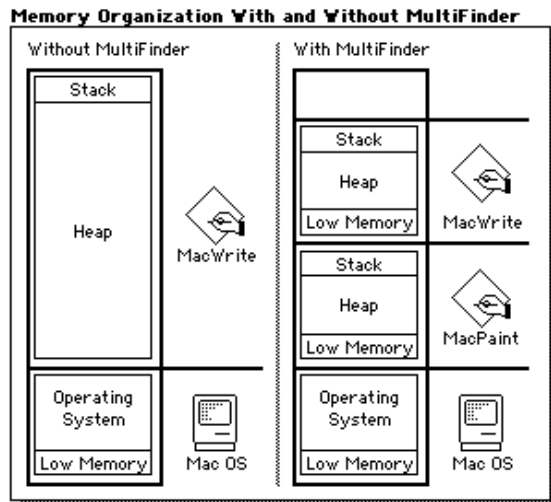 Memory Organization With and Without MultiFinder
Without MultiFinder
Stack
Heap
MacWrite
Operating
System
Low Memory
Mac OS
With MultiFinder
Stack
Heap
Low Memory
MacWrite
Stack
Heap
Low Memory
MacPaint
Operating
System
Low Memory
Mac OS